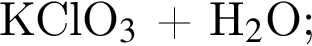 KClO₃ + H₂O;